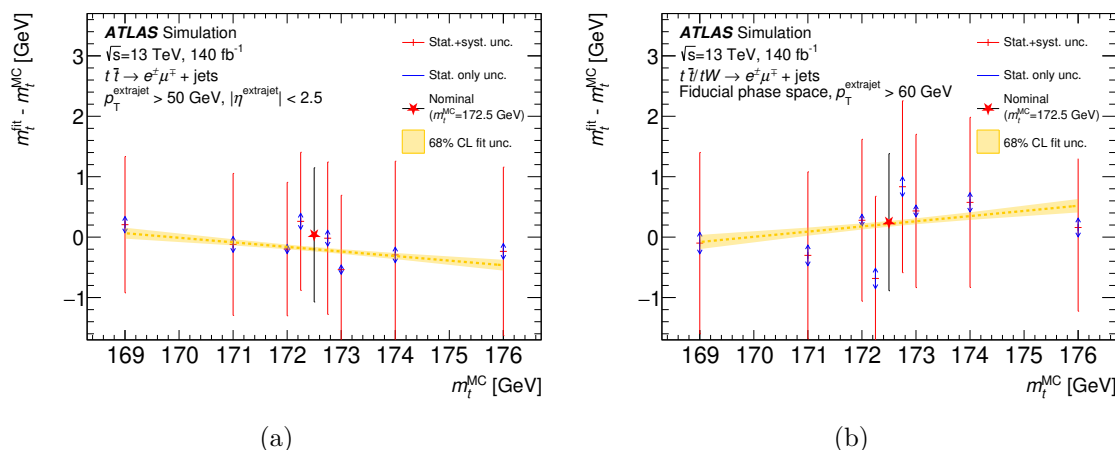 ATLAS Simulation
√s=13 TeV, 140 fb⁻¹
t t̄ → e±μ∓ + jets
p_T^extrajet > 50 GeV, |η^extrajet| < 2.5
Stat.+syst. unc.
Stat. only unc.
Nominal
(m_t^MC=172.5 GeV)
68% CL fit unc.
m_t^fit - m_t^MC [GeV]
3
2
1
0
−1
169 170 171 172 173 174 175 176
m_t^MC [GeV]
(a)
ATLAS Simulation
√s=13 TeV, 140 fb⁻¹
t t̄/tW → e±μ∓ + jets
Fiducial phase space, p_T^extrajet > 60 GeV
Stat.+syst. unc.
Stat. only unc.
Nominal
(m_t^MC=172.5 GeV)
68% CL fit unc.
m_t^fit - m_t^MC [GeV]
3
2
1
0
−1
169 170 171 172 173 174 175 176
m_t^MC [GeV]
(b)